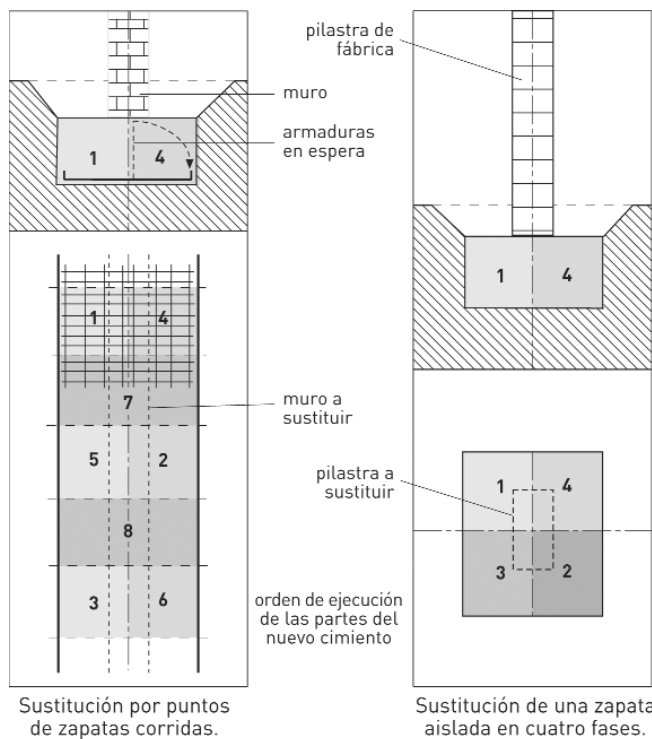 muro
armaduras
en espera
1
4
1
4
7
muro a
sustituir
5
2
8
3
6
Sustitución por puntos
de zapatas corridas.
orden de ejecución
de las partes del
nuevo cimiento
pilastra de
fábrica
1
4
pilastra a
sustituir
1
4
3
2
Sustitución de una zapata
aislada en cuatro fases.